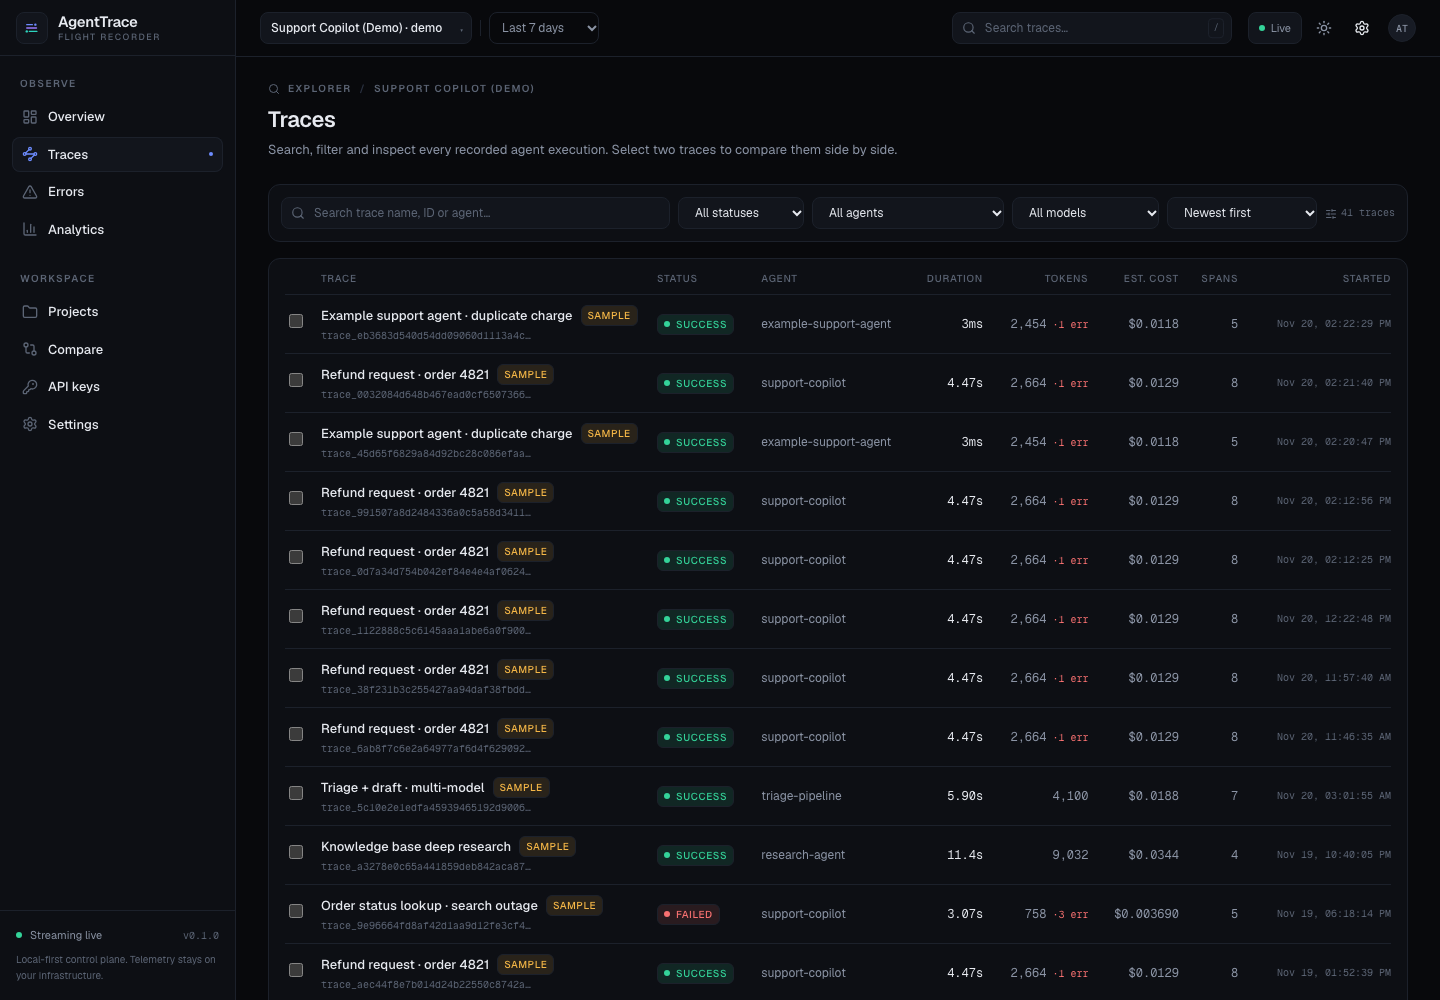 AgentTrace
FLIGHT RECORDER
Support Copilot (Demo) · demo
Last 7 days
Search traces…
/
Live
AT
OBSERVE
Overview
Traces
Errors
Analytics
WORKSPACE
Projects
Compare
API keys
Settings
Streaming live
v0.1.0
Local-first control plane. Telemetry stays on
your infrastructure.
EXPLORER / SUPPORT COPILOT (DEMO)
Traces
Search, filter and inspect every recorded agent execution. Select two traces to compare them side by side.
Search trace name, ID or agent…
All statuses
All agents
All models
Newest first
41 traces
TRACE STATUS AGENT DURATION TOKENS EST. COST SPANS STARTED
Example support agent · duplicate charge SAMPLE
trace_eb3683d540d54dd09060d1113a4c…
SUCCESS example-support-agent 3ms 2,454 ·1 err $0.0118 5 Nov 20, 02:22:29 PM
Refund request · order 4821 SAMPLE
trace_0032084d648b467ead0cf6507366…
SUCCESS support-copilot 4.47s 2,664 ·1 err $0.0129 8 Nov 20, 02:21:40 PM
Example support agent · duplicate charge SAMPLE
trace_45d65f6829a84d92bc28c086efaa…
SUCCESS example-support-agent 3ms 2,454 ·1 err $0.0118 5 Nov 20, 02:20:47 PM
Refund request · order 4821 SAMPLE
trace_991507a8d2484336a0c5a58d3411…
SUCCESS support-copilot 4.47s 2,664 ·1 err $0.0129 8 Nov 20, 02:12:56 PM
Refund request · order 4821 SAMPLE
trace_0d7a34d754b042ef84e4e4af0624…
SUCCESS support-copilot 4.47s 2,664 ·1 err $0.0129 8 Nov 20, 02:12:25 PM
Refund request · order 4821 SAMPLE
trace_1122888c5c6145aaa1abe6a0f900…
SUCCESS support-copilot 4.47s 2,664 ·1 err $0.0129 8 Nov 20, 12:22:48 PM
Refund request · order 4821 SAMPLE
trace_38f231b3c255427aa94daf38fbdd…
SUCCESS support-copilot 4.47s 2,664 ·1 err $0.0129 8 Nov 20, 11:57:40 AM
Refund request · order 4821 SAMPLE
trace_6ab8f7c6e2a64977af6d4f629092…
SUCCESS support-copilot 4.47s 2,664 ·1 err $0.0129 8 Nov 20, 11:46:35 AM
Triage + draft · multi-model SAMPLE
trace_5c10e2e1edfa45939465192d9006…
SUCCESS triage-pipeline 5.90s 4,100 $0.0188 7 Nov 20, 03:01:55 AM
Knowledge base deep research SAMPLE
trace_a3278e0c65a441859deb842aca87…
SUCCESS research-agent 11.4s 9,032 $0.0344 4 Nov 19, 10:40:05 PM
Order status lookup · search outage SAMPLE
trace_9e96664fd8af42d1aa9d12fe3cf4…
FAILED support-copilot 3.07s 758 ·3 err $0.003690 5 Nov 19, 06:18:14 PM
Refund request · order 4821 SAMPLE
trace_aec44f8e7b014d24b22550c8742a…
SUCCESS support-copilot 4.47s 2,664 ·1 err $0.0129 8 Nov 19, 01:52:39 PM